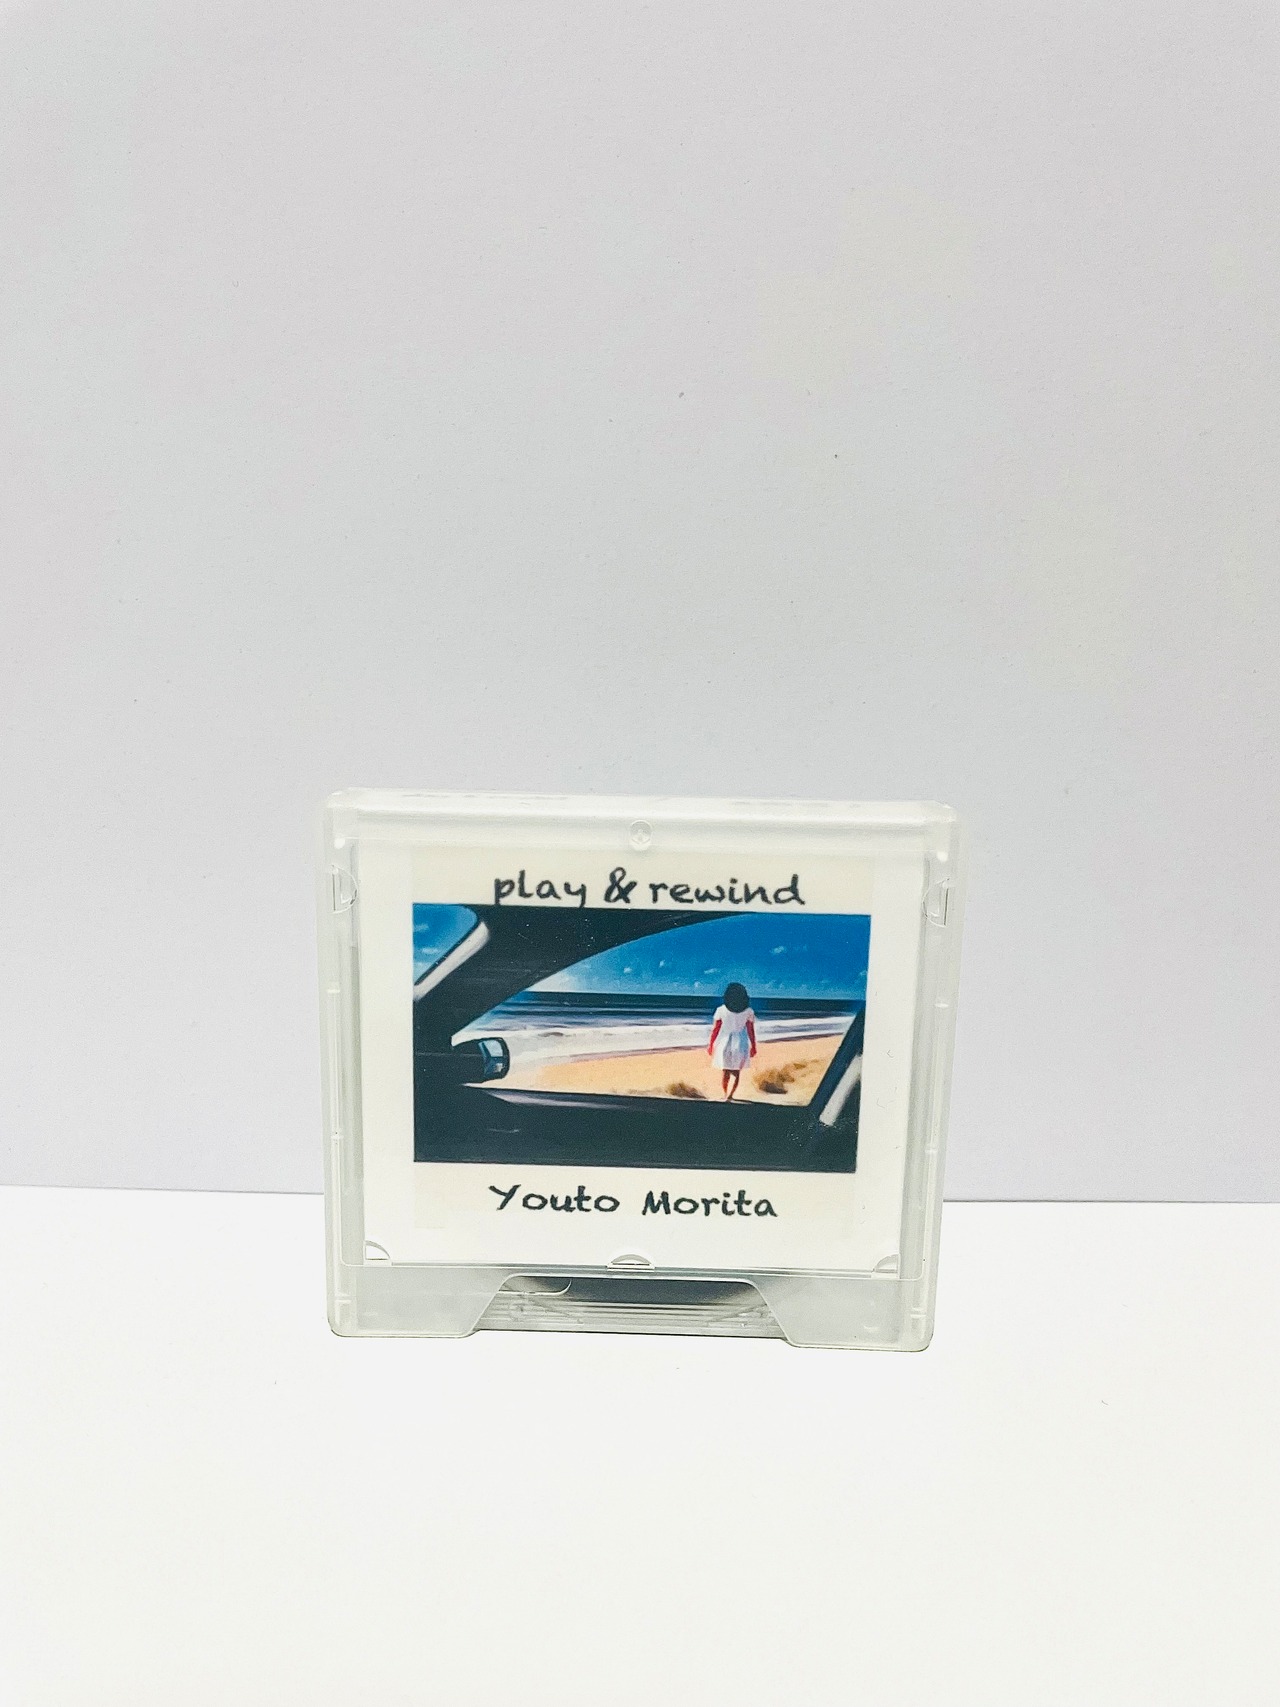 play & rewind
Youto Morita